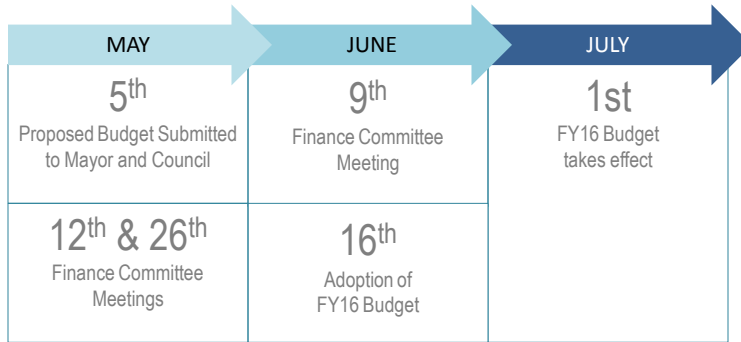 MAY
JUNE
JULY
5th
Proposed Budget Submitted
to Mayor and Council
9th
Finance Committee
Meeting
1st
FY16 Budget
takes effect
12th & 26th
Finance Committee
Meetings
16th
Adoption of
FY16 Budget